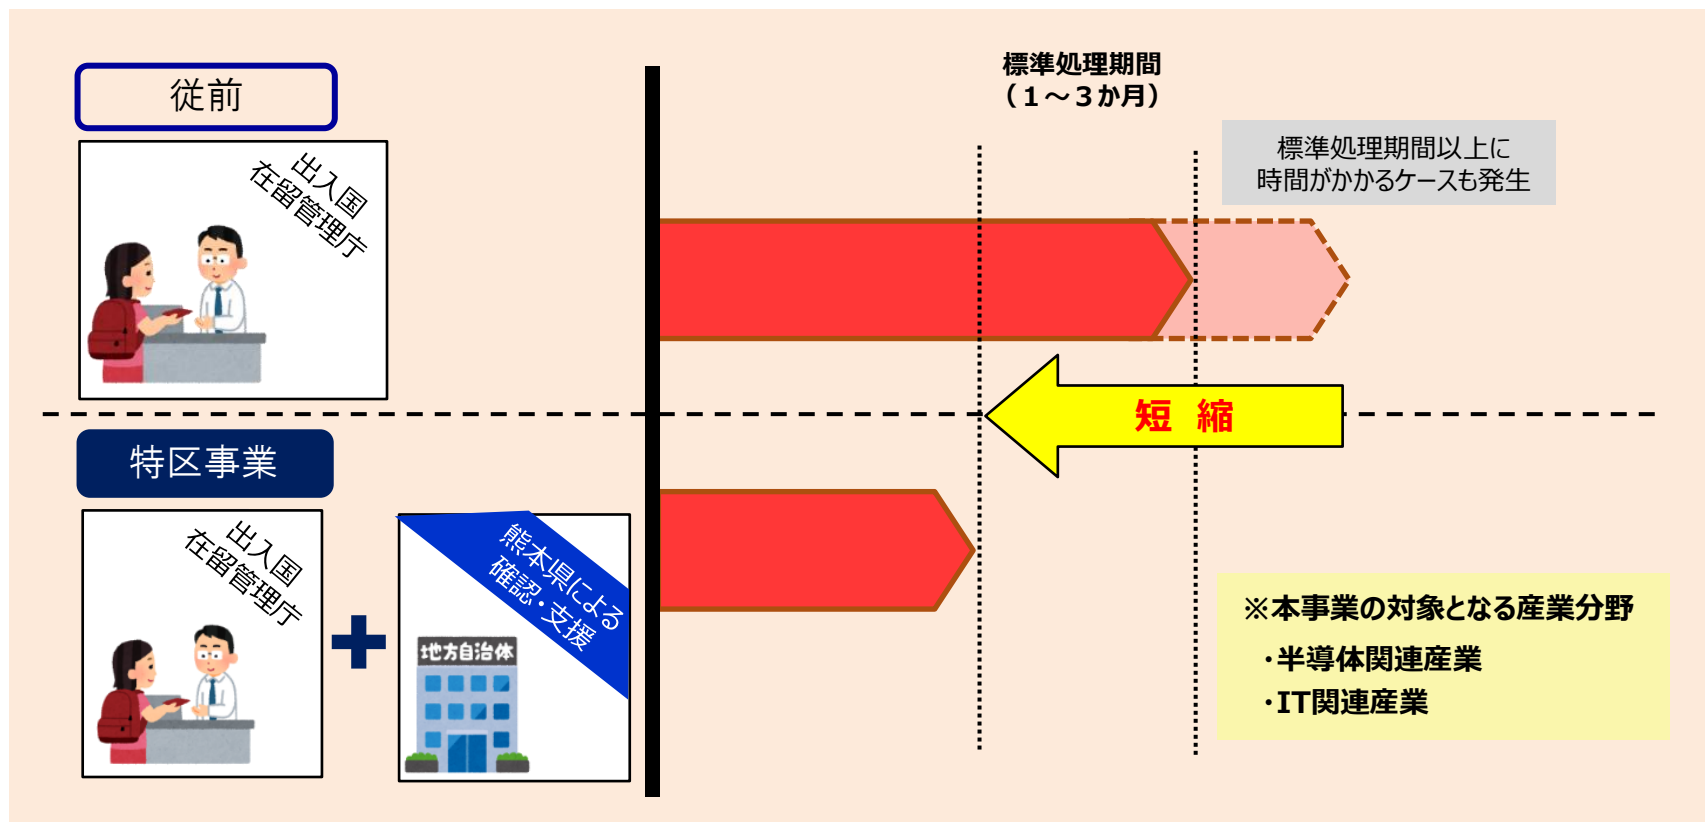 従前
出入国
在留管理庁
標準処理期間
（１～３か月）
標準処理期間以上に
時間がかかるケースも発生
短 縮
特区事業
出入国
在留管理庁
熊本県による
確認・支援
地方自治体
※本事業の対象となる産業分野
・半導体関連産業
・IT関連産業